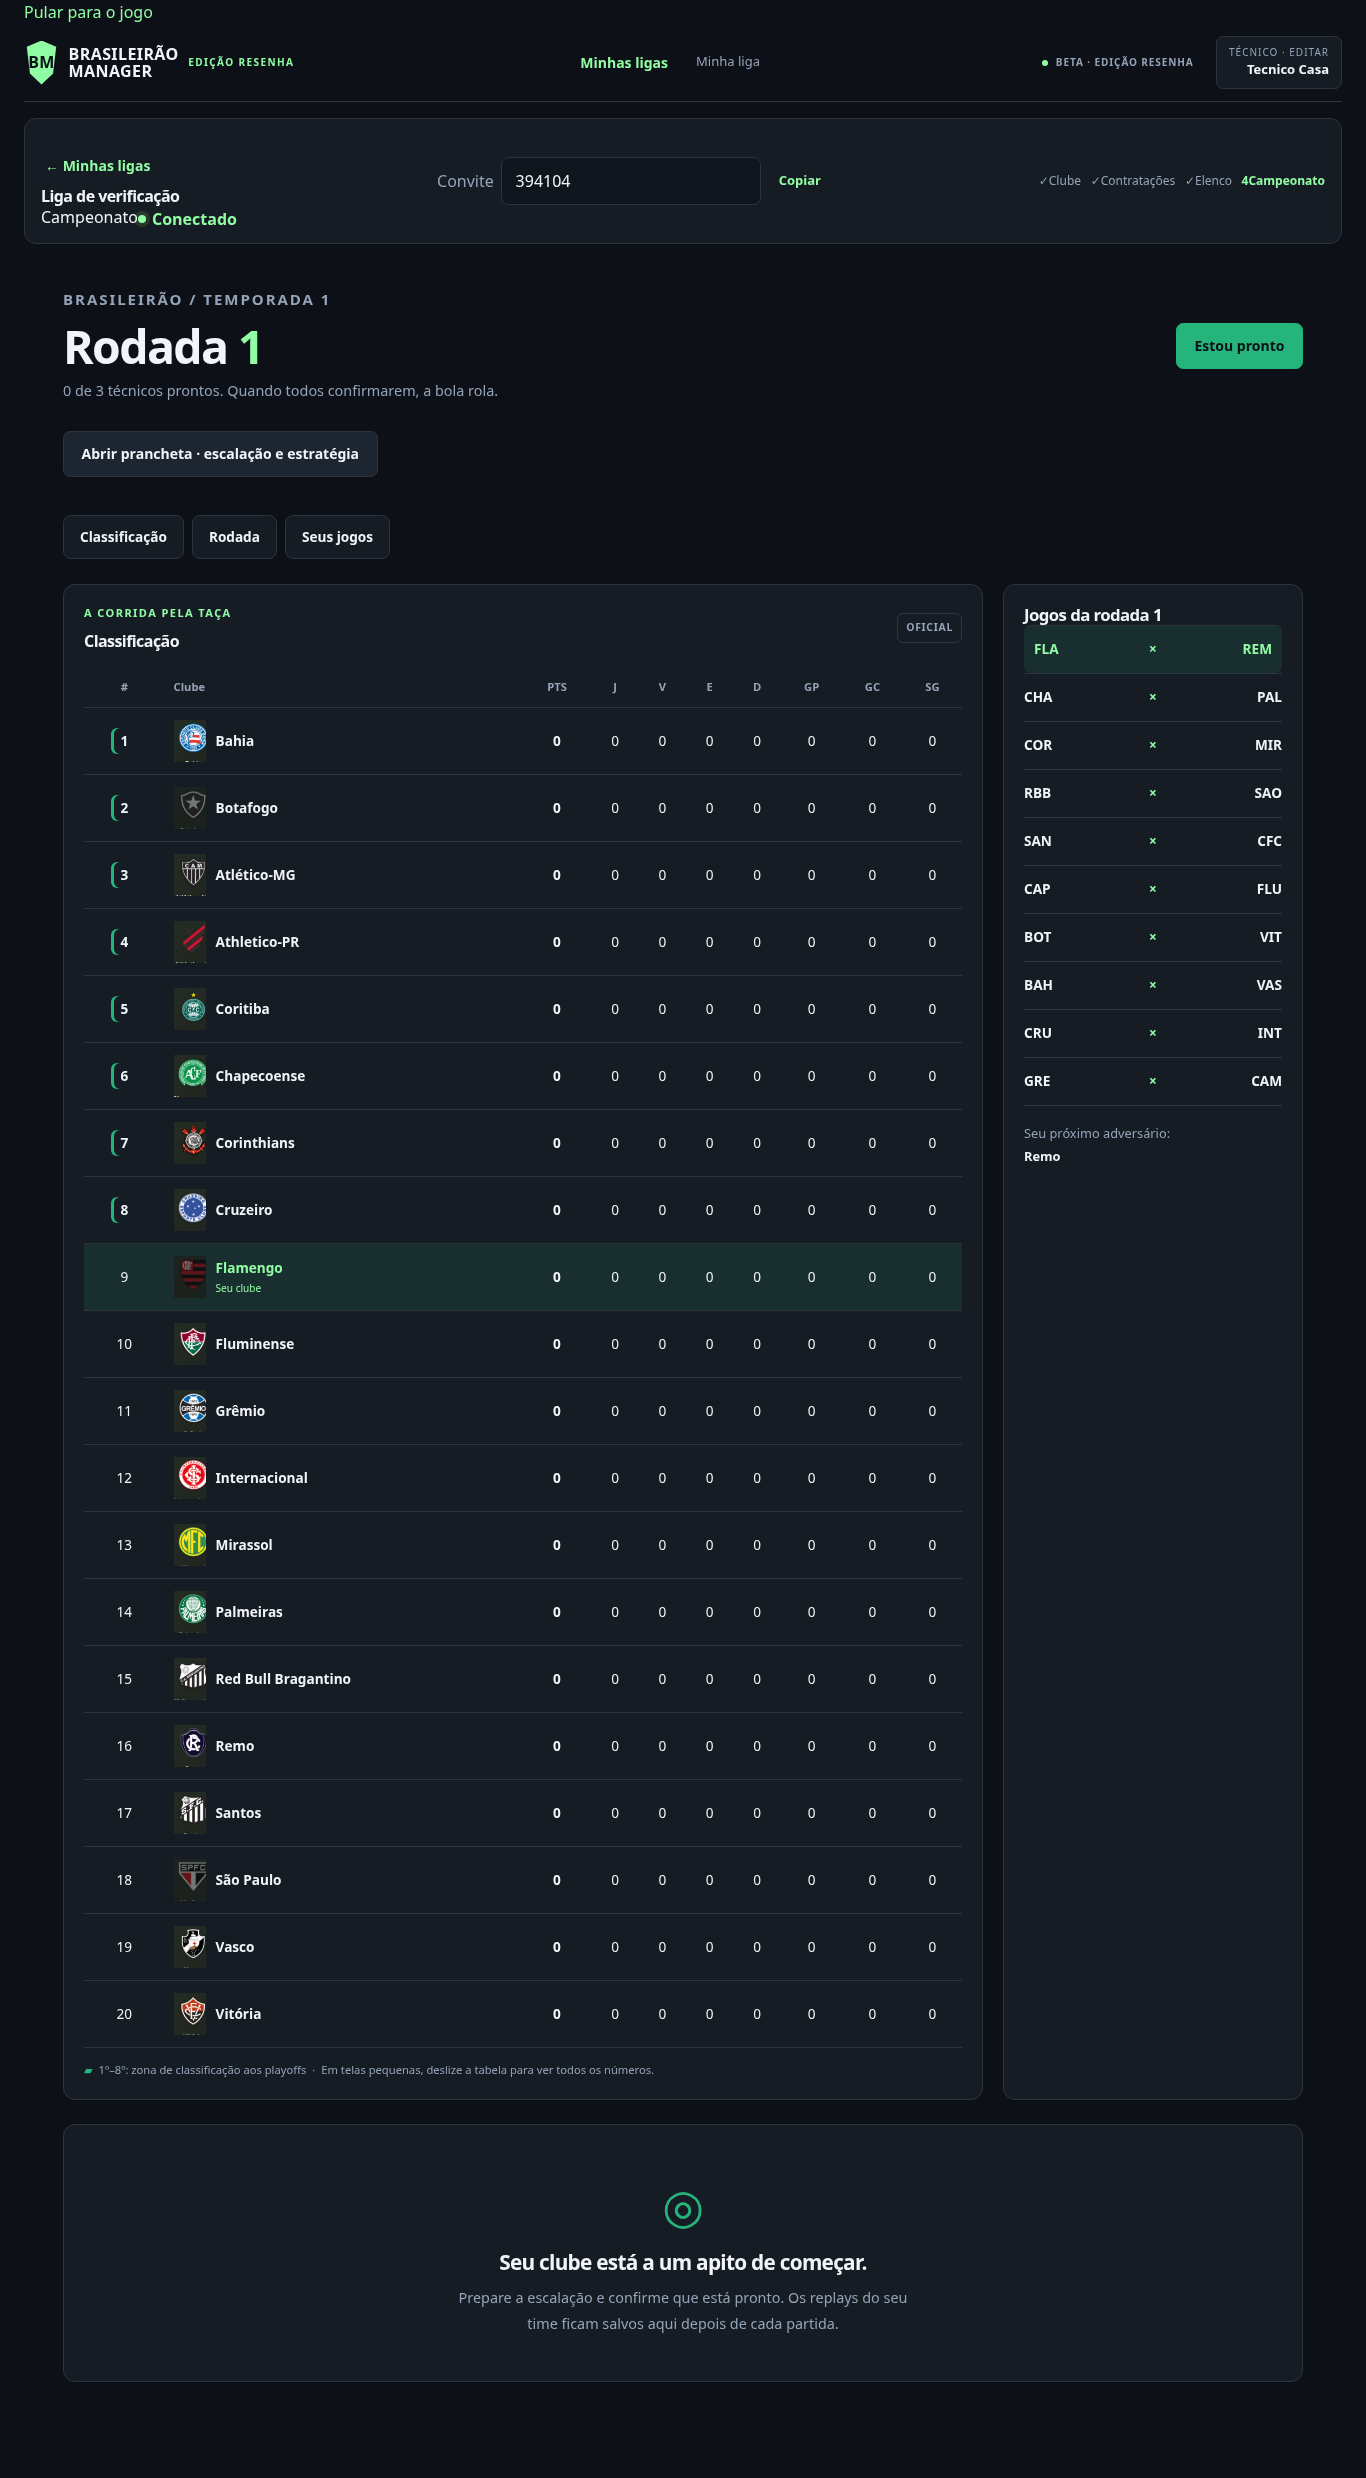 Pular para o jogo
BM
BRASILEIRÃO
MANAGER
EDIÇÃO RESENHA
Minhas ligas
Minha liga
BETA · EDIÇÃO RESENHA
TÉCNICO · EDITAR
Tecnico Casa
← Minhas ligas
Liga de verificação
Campeonato Conectado
Convite 394104 Copiar
✓Clube ✓Contratações ✓Elenco 4Campeonato
BRASILEIRÃO / TEMPORADA 1
Rodada 1
Estou pronto
0 de 3 técnicos prontos. Quando todos confirmarem, a bola rola.
Abrir prancheta · escalação e estratégia
Classificação Rodada Seus jogos
A CORRIDA PELA TAÇA
Classificação
OFICIAL
# Clube PTS J V E D GP GC SG
1 Bahia 0 0 0 0 0 0 0 0
2 Botafogo 0 0 0 0 0 0 0 0
3 Atlético-MG 0 0 0 0 0 0 0 0
4 Athletico-PR 0 0 0 0 0 0 0 0
5 Coritiba 0 0 0 0 0 0 0 0
6 Chapecoense 0 0 0 0 0 0 0 0
7 Corinthians 0 0 0 0 0 0 0 0
8 Cruzeiro 0 0 0 0 0 0 0 0
9 Flamengo 0 0 0 0 0 0 0 0
Seu clube
10 Fluminense 0 0 0 0 0 0 0 0
11 Grêmio 0 0 0 0 0 0 0 0
12 Internacional 0 0 0 0 0 0 0 0
13 Mirassol 0 0 0 0 0 0 0 0
14 Palmeiras 0 0 0 0 0 0 0 0
15 Red Bull Bragantino 0 0 0 0 0 0 0 0
16 Remo 0 0 0 0 0 0 0 0
17 Santos 0 0 0 0 0 0 0 0
18 São Paulo 0 0 0 0 0 0 0 0
19 Vasco 0 0 0 0 0 0 0 0
20 Vitória 0 0 0 0 0 0 0 0
1º–8º: zona de classificação aos playoffs · Em telas pequenas, deslize a tabela para ver todos os números.
Jogos da rodada 1
FLA × REM
CHA × PAL
COR × MIR
RBB × SAO
SAN × CFC
CAP × FLU
BOT × VIT
BAH × VAS
CRU × INT
GRE × CAM
Seu próximo adversário:
Remo
Seu clube está a um apito de começar.
Prepare a escalação e confirme que está pronto. Os replays do seu
time ficam salvos aqui depois de cada partida.